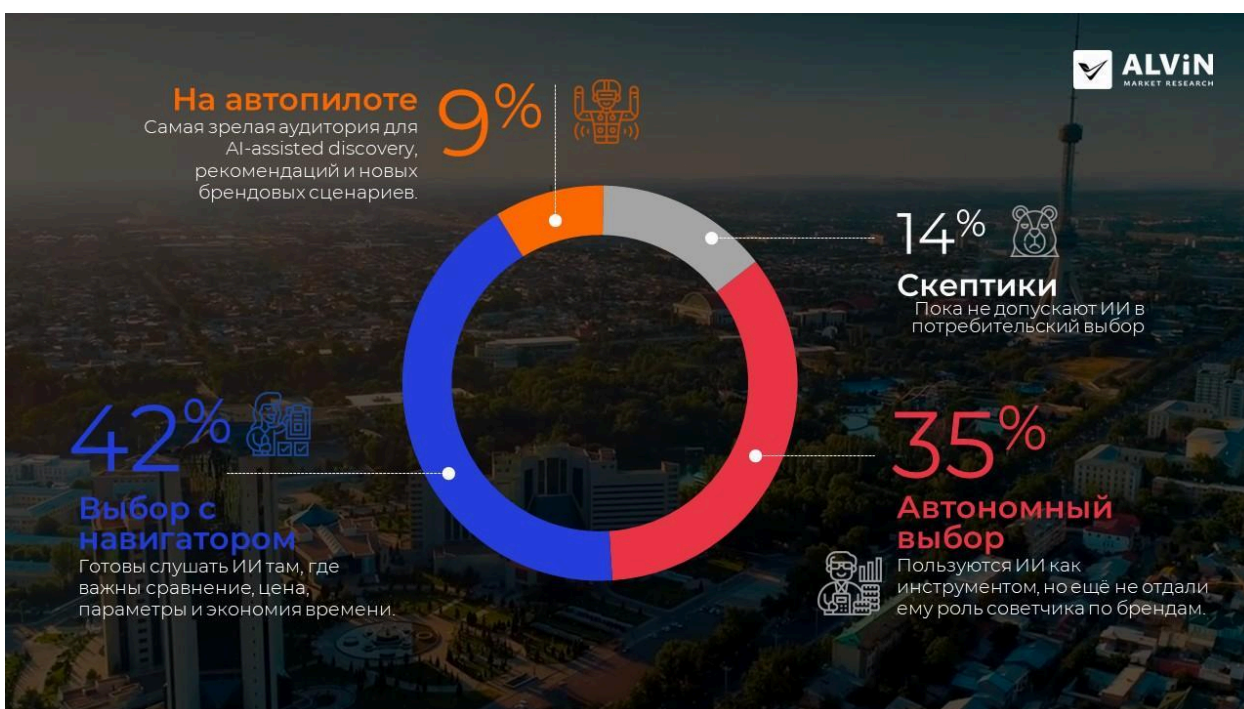 ALViN
MARKET RESEARCH
На автопилоте
9%
Самая зрелая аудитория для
AI-assisted discovery,
рекомендаций и новых
брендовых сценариев.
14%
Скептики
Пока не допускают ИИ в
потребительский выбор
42%
Выбор с
навигатором
Готовы слушать ИИ там, где
важны сравнение, цена,
параметры и экономия времени.
35%
Автономный
выбор
Пользуются ИИ как
инструментом, но ещё не отдали
ему роль советчика по брендам.